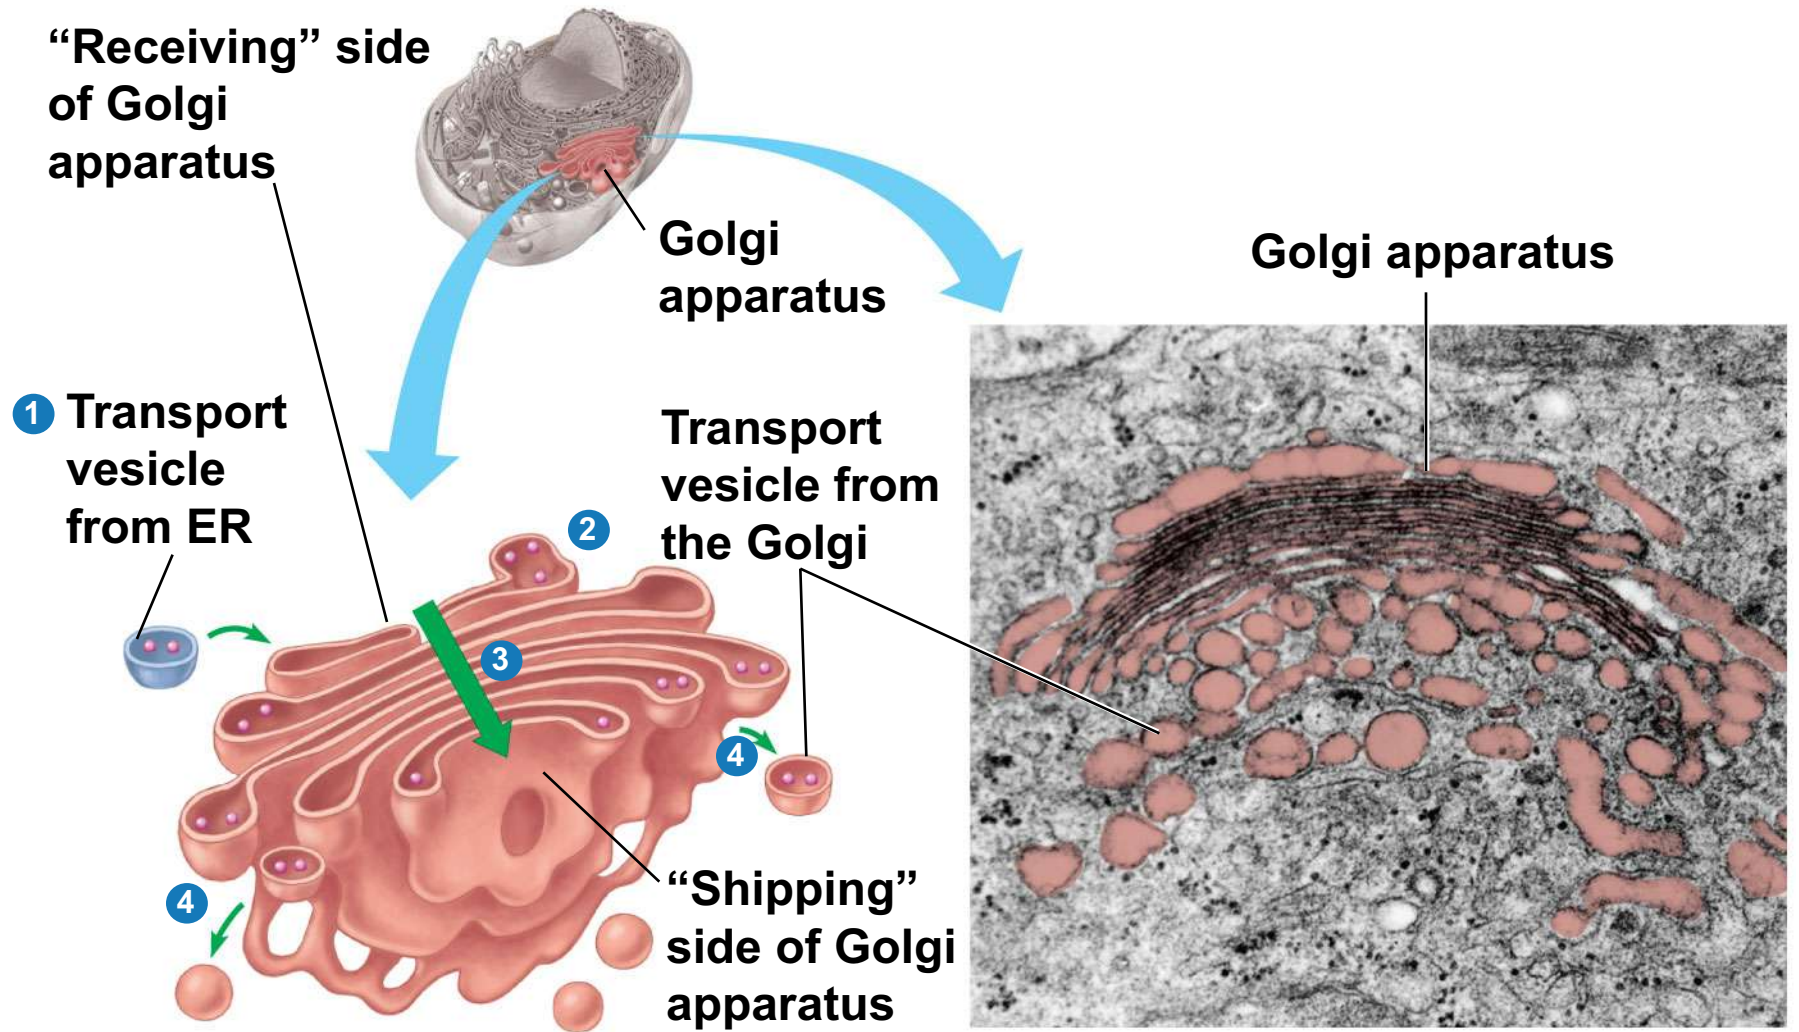 “Receiving” side
of Golgi
apparatus
Golgi
apparatus
Golgi apparatus
1 Transport
vesicle
from ER
Transport
vesicle from
the Golgi
2
3
4
4
“Shipping”
side of Golgi
apparatus